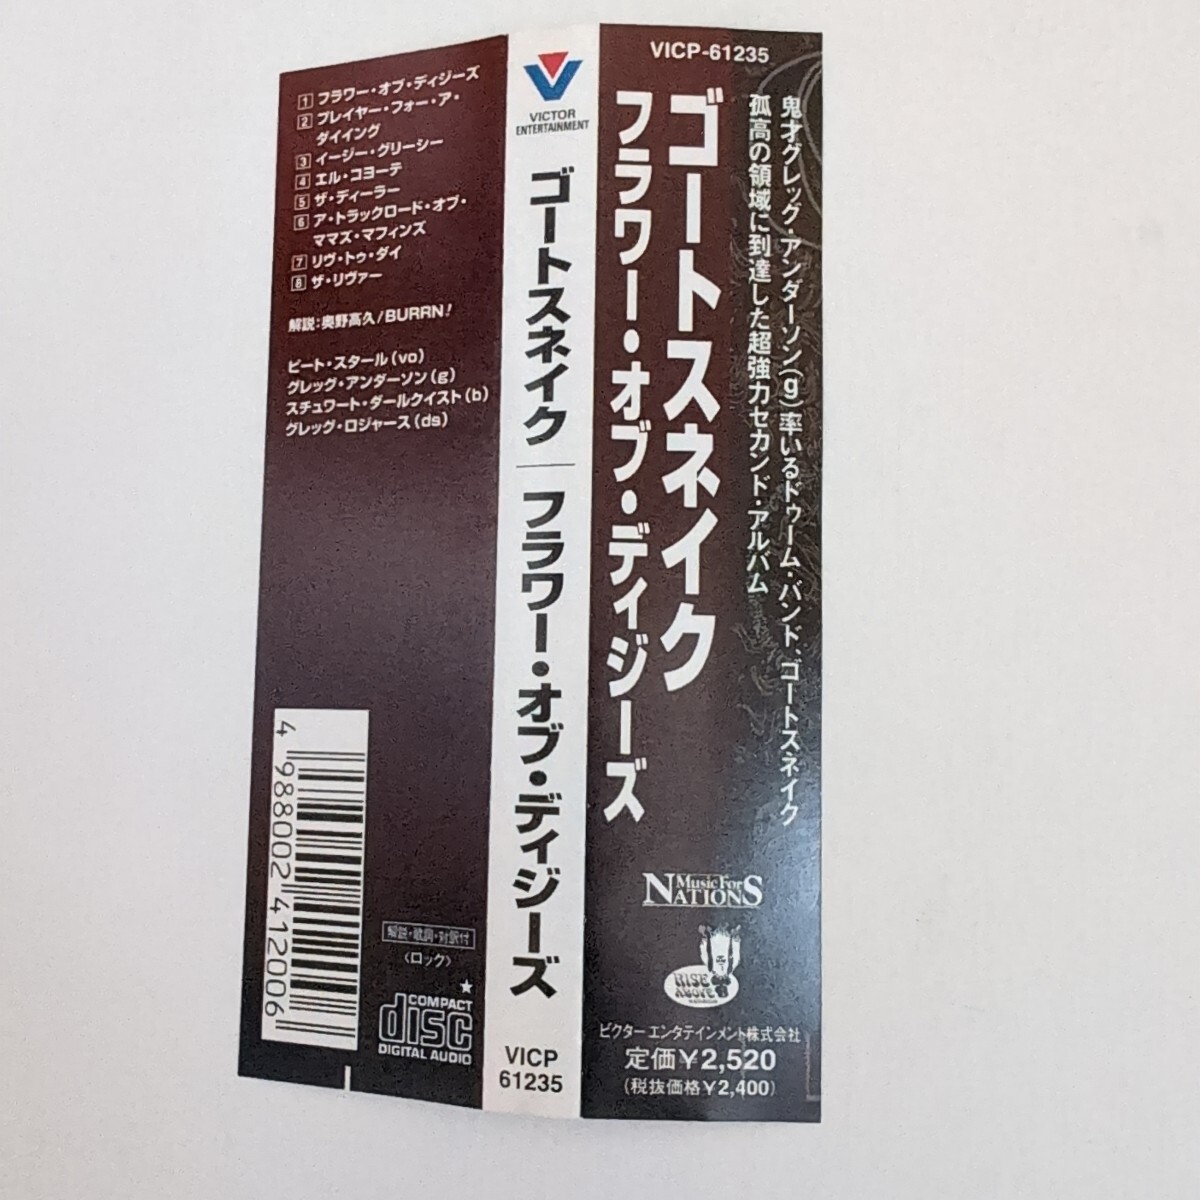 VICP-61235
鬼才グレッグ・アンダーソン(g)率いるドゥーム・バンド、ゴートスネイク
孤高の領域に到達した超強力セカンド・アルバム
ゴートスネイク
フラワー・オブ・ディジーズ
Music For
NATIONS
RISE
ABOVE
ビクターエンタテインメント株式会社
定価¥2,520
(税抜価格¥2,400)
VICTOR
ENTERTAINMENT
ゴートスネイク｜フラワー・オブ・ディジーズ
VICP
61235
1 フラワー・オブ・ディジーズ
2 プレイヤー・フォー・ア・
ダイイング
3 イージー・グリーシー
4 エル・コヨーテ
5 ザ・ディーラー
6 ア・トラックロード・オブ・
ママズ・マフィンズ
7 リヴ・トゥ・ダイ
8 ザ・リヴァー
解説:奥野高久/BURRN!
ピート・スタール(vo)
グレッグ・アンダーソン(g)
スチュワート・ダールクイスト(b)
グレッグ・ロジャース(ds)
4 988002 412006
解説・歌詞・対訳付
〈ロック〉
★
COMPACT
disc
DIGITAL AUDIO